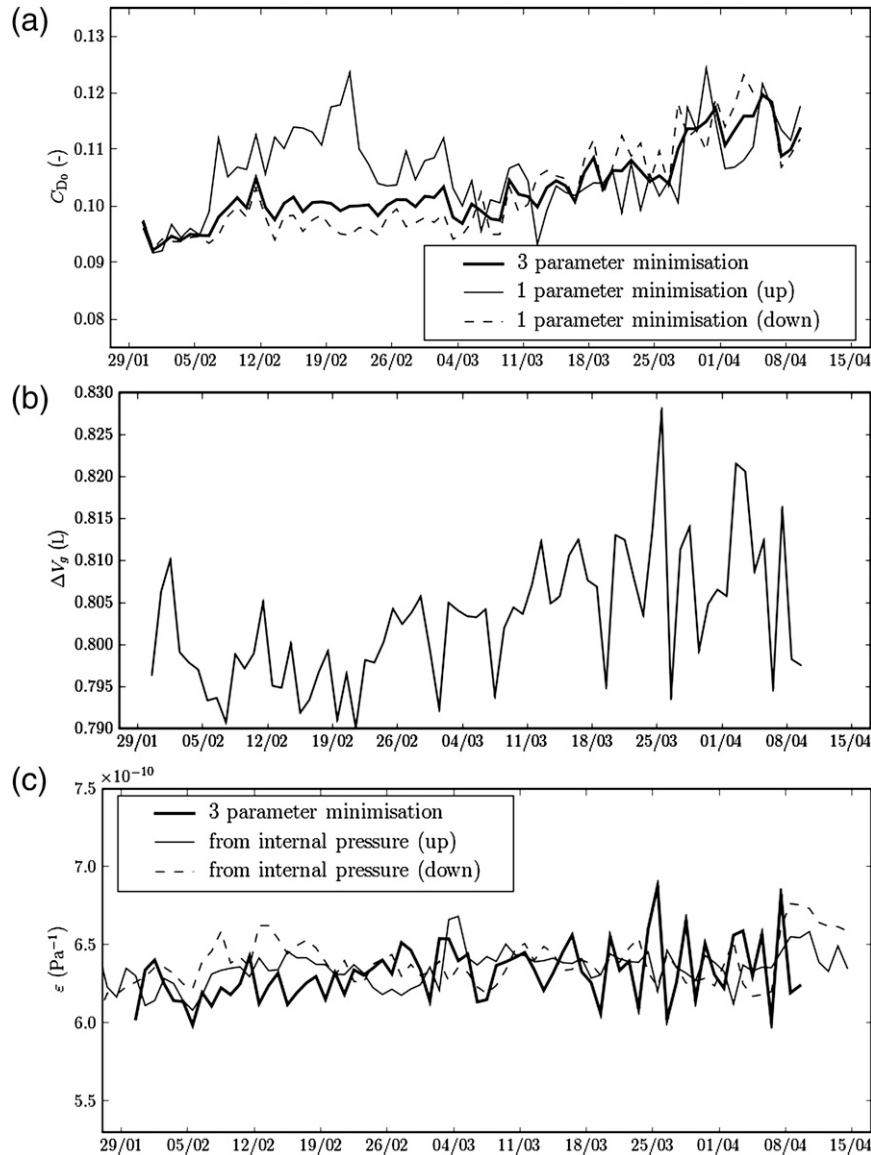 (a)
0.13
0.12
0.11
0.10
0.09
0.08
C_D₀ (-)
3 parameter minimisation
1 parameter minimisation (up)
1 parameter minimisation (down)
29/01 05/02 12/02 19/02 26/02 04/03 11/03 18/03 25/03 01/04 08/04 15/04
(b)
0.830
0.825
0.820
0.815
0.810
0.805
0.800
0.795
0.790
ΔV_g (L)
29/01 05/02 12/02 19/02 26/02 04/03 11/03 18/03 25/03 01/04 08/04 15/04
(c)
×10⁻¹⁰
7.5
7.0
6.5
6.0
5.5
ε (Pa⁻¹)
3 parameter minimisation
from internal pressure (up)
from internal pressure (down)
29/01 05/02 12/02 19/02 26/02 04/03 11/03 18/03 25/03 01/04 08/04 15/04